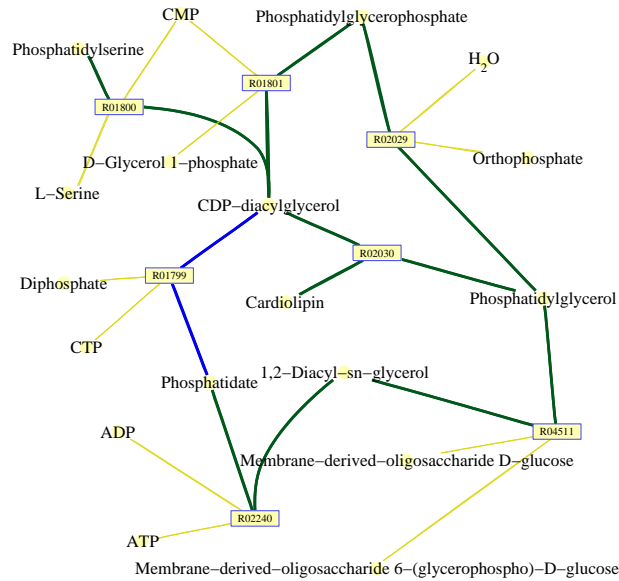 CMP
Phosphatidylglycerophosphate
Phosphatidylserine
H2O
R01801
R01800
R02029
D−Glycerol 1−phosphate
Orthophosphate
L−Serine
CDP−diacylglycerol
R02030
R01799
Diphosphate
Cardiolipin
Phosphatidylglycerol
CTP
1,2−Diacyl−sn−glycerol
Phosphatidate
ADP
R04511
Membrane−derived−oligosaccharide D−glucose
R02240
ATP
Membrane−derived−oligosaccharide 6−(glycerophospho)−D−glucose